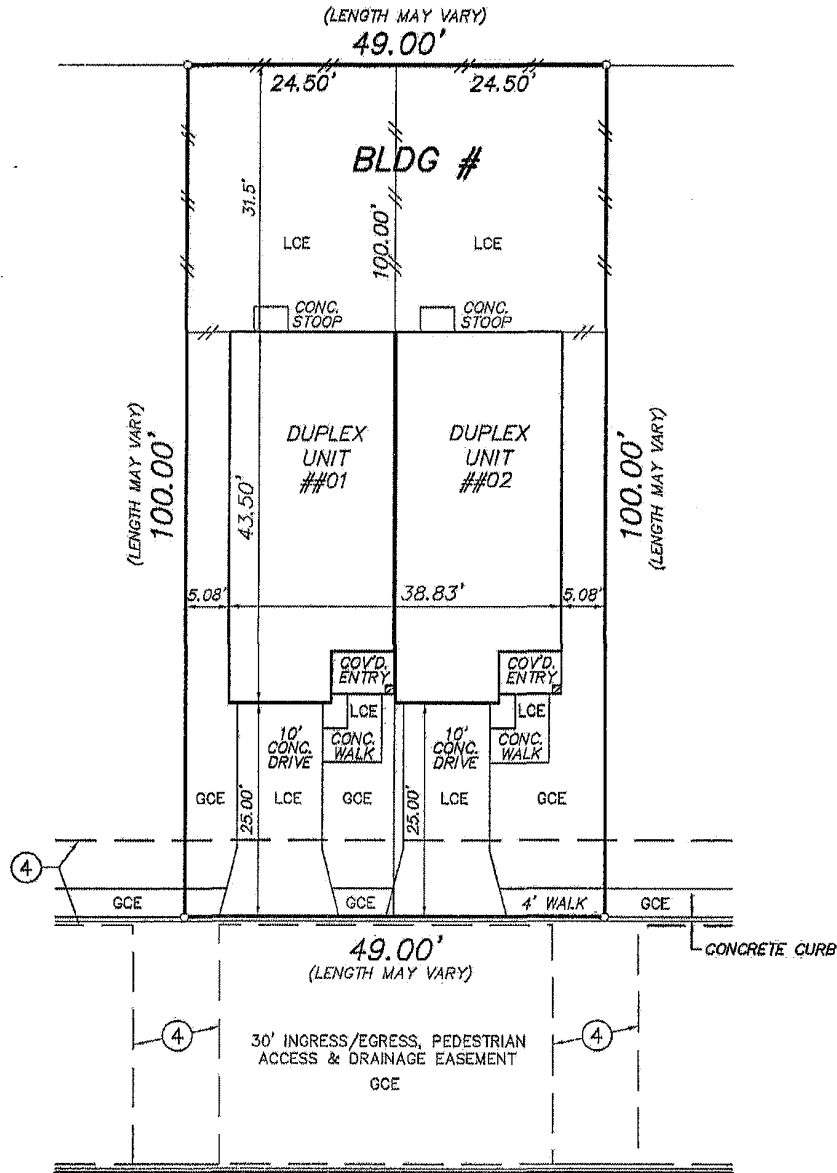 (LENGTH MAY VARY)
49.00'
24.50'
24.50'
BLDG #
31.5'
100.00'
LCE
LCE
CONC.
STOOP
CONC.
STOOP
(LENGTH MAY VARY)
100.00'
DUPLEX
UNIT
##01
DUPLEX
UNIT
##02
100.00'
(LENGTH MAY VARY)
43.50'
5.08'
38.83'
5.08'
COV'D.
ENTRY
COV'D.
ENTRY
LCE
LCE
10'
CONC.
DRIVE
CONC.
WALK
10'
CONC.
DRIVE
CONC.
WALK
GCE
25.00'
LCE
GCE
25.00'
LCE
GCE
4
GCE
GCE
4' WALK
GCE
CONCRETE CURB
49.00'
(LENGTH MAY VARY)
4
4
30' INGRESS/EGRESS, PEDESTRIAN
ACCESS & DRAINAGE EASEMENT
GCE